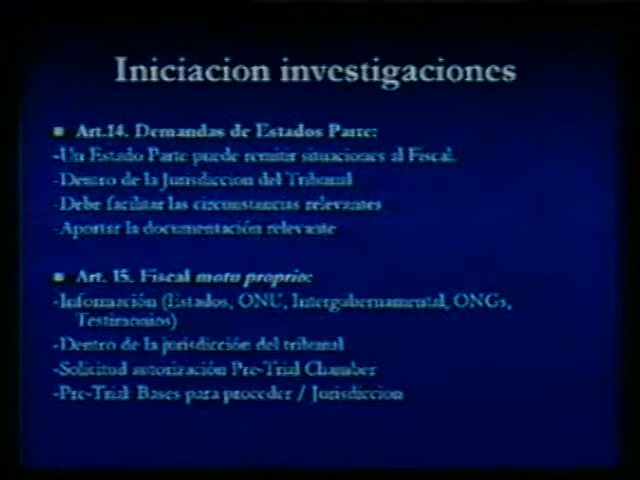 Iniciacion investigaciones
Art.14. Demandas de Estados Parte:
-Un Estado Parte puede remitir situaciones al Fiscal.
-Dentro de la Jurisdiccion del Tribunal
-Debe facilitar las circunstancias relevantes
-Aportar la documentación relevante
Art. 15. Fiscal motu proprio:
-Información (Estados, ONU, Intergubernamental, ONGs,
Testimonios)
-Dentro de la jurisdicción del tribunal
-Solicitud autorización Pre-Trial Chamber
-Pre-Trial: Bases para proceder / Jurisdiccion